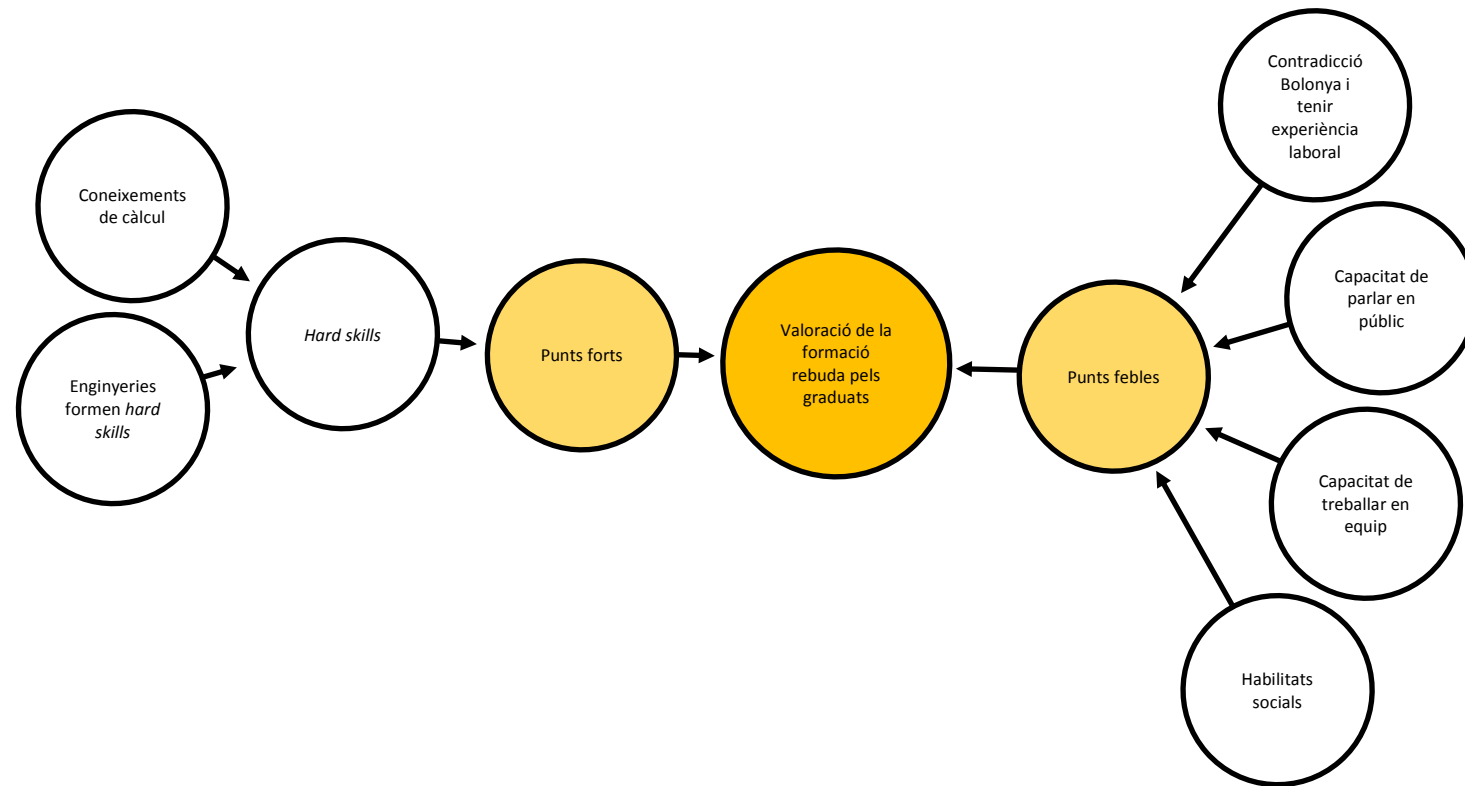 Contradicció
Bolonya i
tenir
experiència
laboral
Coneixements
de càlcul
Capacitat de
parlar en
públic
Hard skills
Valoració de la
formació
rebuda pels
graduats
Punts forts
Punts febles
Enginyeries
formen hard
skills
Capacitat de
treballar en
equip
Habilitats
socials